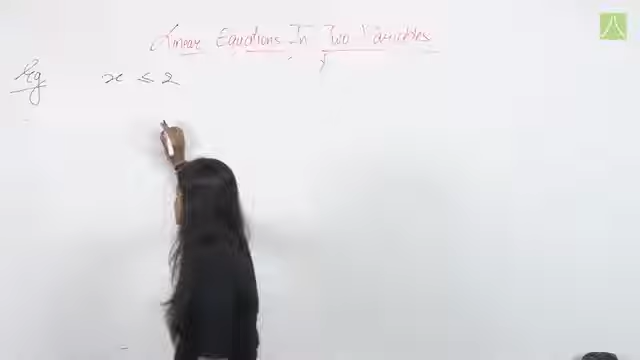 Linear Equations In Two Variables
Eg x ≤ 2